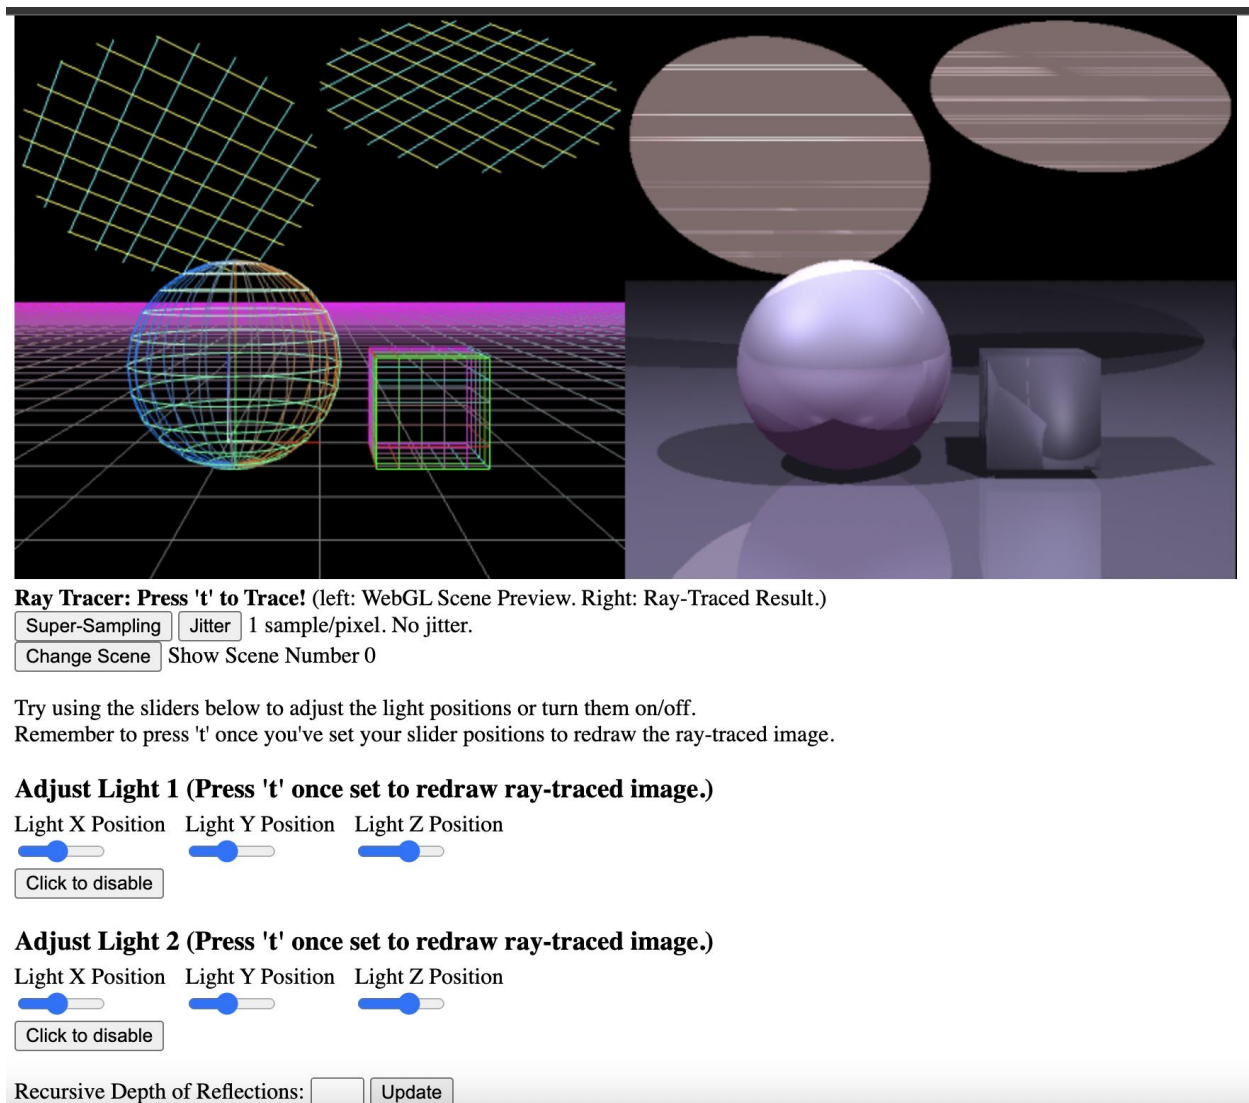 Ray Tracer: Press 't' to Trace! (left: WebGL Scene Preview. Right: Ray-Traced Result.)
Super-Sampling Jitter 1 sample/pixel. No jitter.
Change Scene Show Scene Number 0
Try using the sliders below to adjust the light positions or turn them on/off.
Remember to press 't' once you've set your slider positions to redraw the ray-traced image.
Adjust Light 1 (Press 't' once set to redraw ray-traced image.)
Light X Position Light Y Position Light Z Position
Click to disable
Adjust Light 2 (Press 't' once set to redraw ray-traced image.)
Light X Position Light Y Position Light Z Position
Click to disable
Recursive Depth of Reflections: Update